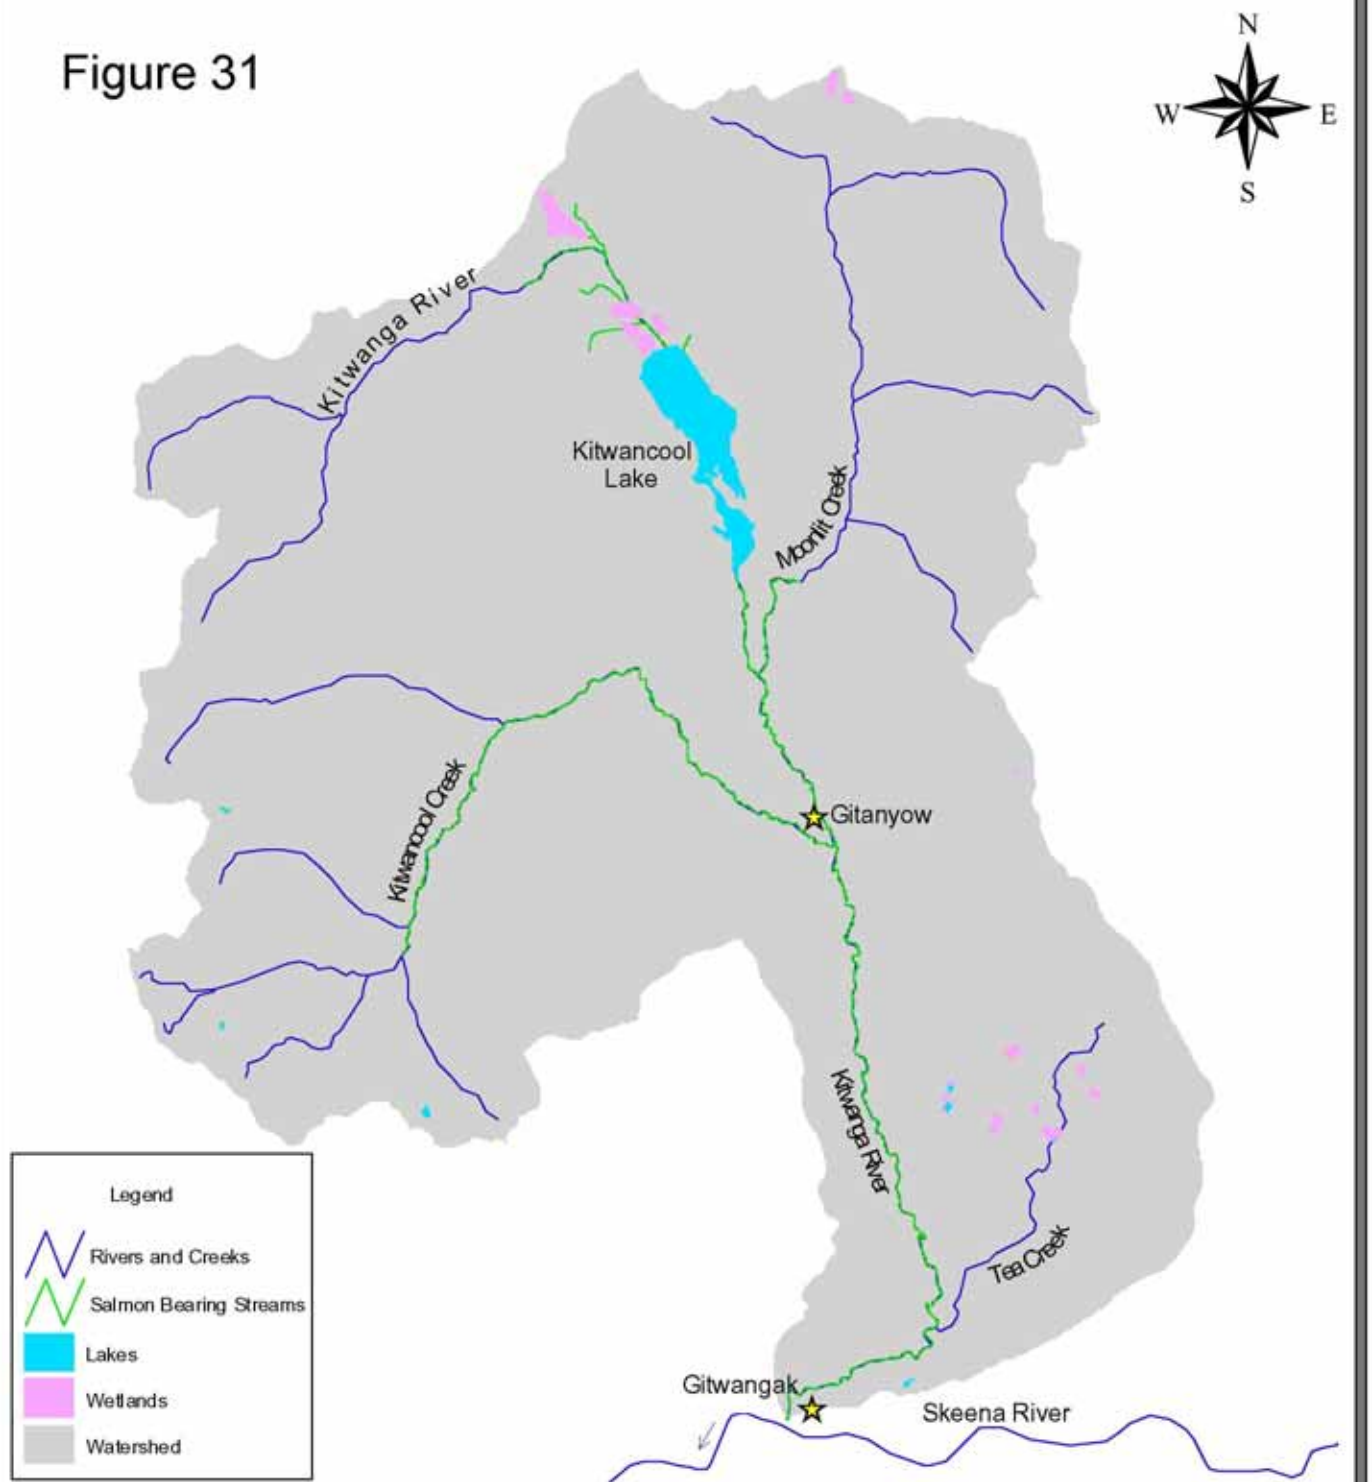 Figure 31
N
W
E
S
Kitwanga River
Kitwancool
Lake
Moonlit Creek
Kitwancool Creek
Gitanyow
Kitwanga River
Tea Creek
Gitwangak
Skeena River
Legend
Rivers and Creeks
Salmon Bearing Streams
Lakes
Wetlands
Watershed